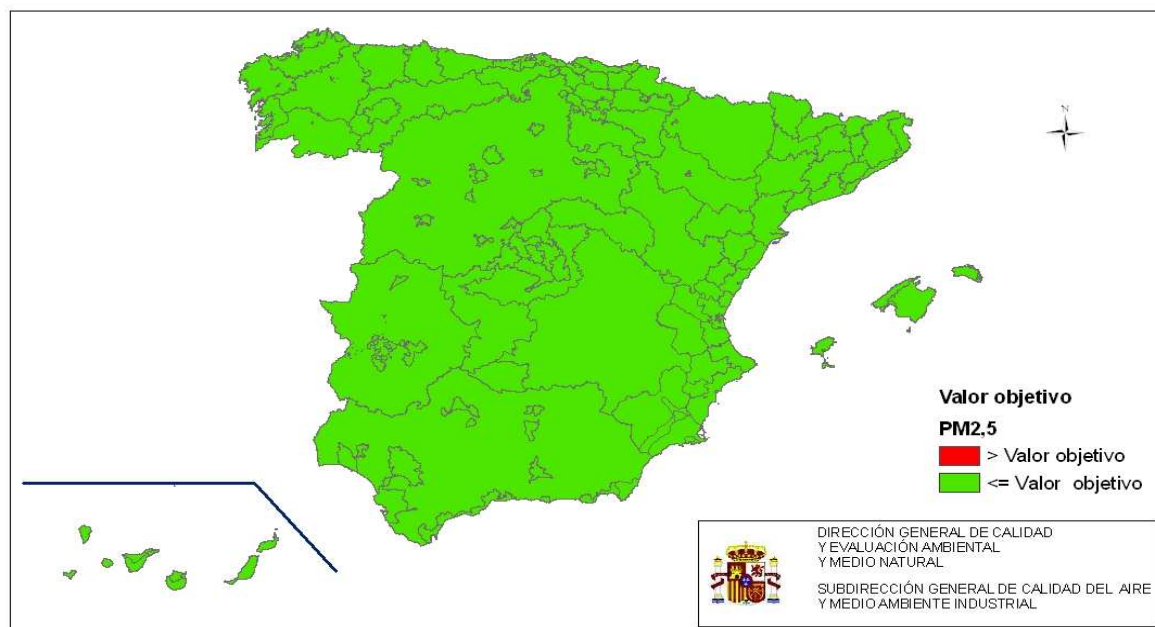 N
Valor objetivo
PM2,5
> Valor objetivo
<= Valor objetivo
DIRECCIÓN GENERAL DE CALIDAD
Y EVALUACIÓN AMBIENTAL
Y MEDIO NATURAL
SUBDIRECCIÓN GENERAL DE CALIDAD DEL AIRE
Y MEDIO AMBIENTE INDUSTRIAL